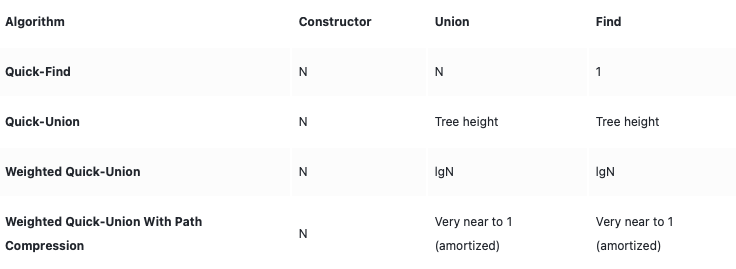 Algorithm Constructor Union Find
Quick-Find N N 1
Quick-Union N Tree height Tree height
Weighted Quick-Union N lgN lgN
Weighted Quick-Union With Path Compression N Very near to 1 (amortized) Very near to 1 (amortized)